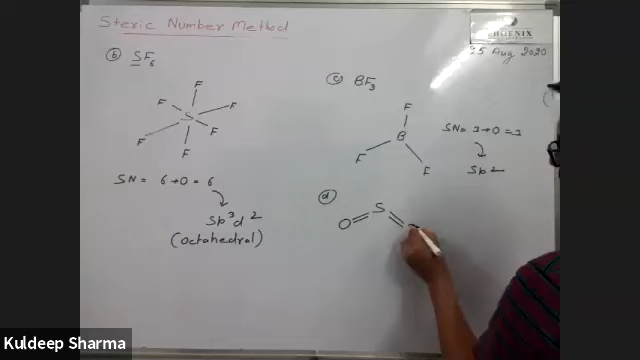 Steric Number Method
PHOENIX
25 Aug 2020
(b) SF6
F
F
F
S
F
F
F
SN = 6+0 = 6
Sp3d2
(octahedral)
(c) BF3
F
B
F
F
SN= 3+0=3
Sp2
(d)
S
O
Kuldeep Sharma